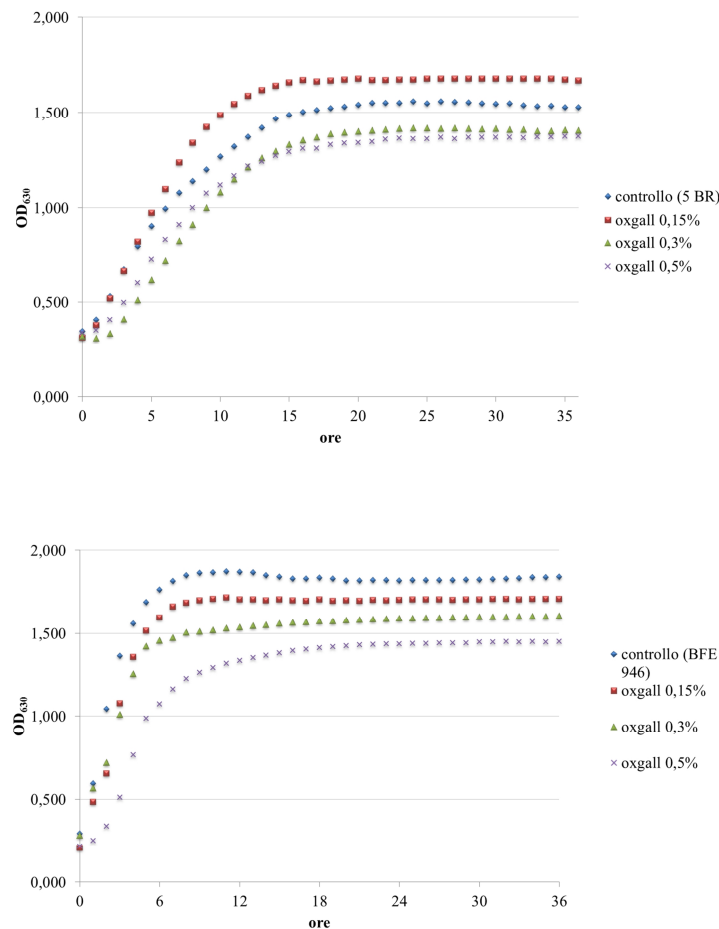 2,000
1,500
1,000
0,500
0,000
OD630
0 5 10 15 20 25 30 35
ore
controllo (5 BR)
oxgall 0,15%
oxgall 0,3%
oxgall 0,5%
2,000
1,500
1,000
0,500
0,000
OD630
0 6 12 18 24 30 36
ore
controllo (BFE
946)
oxgall 0,15%
oxgall 0,3%
oxgall 0,5%